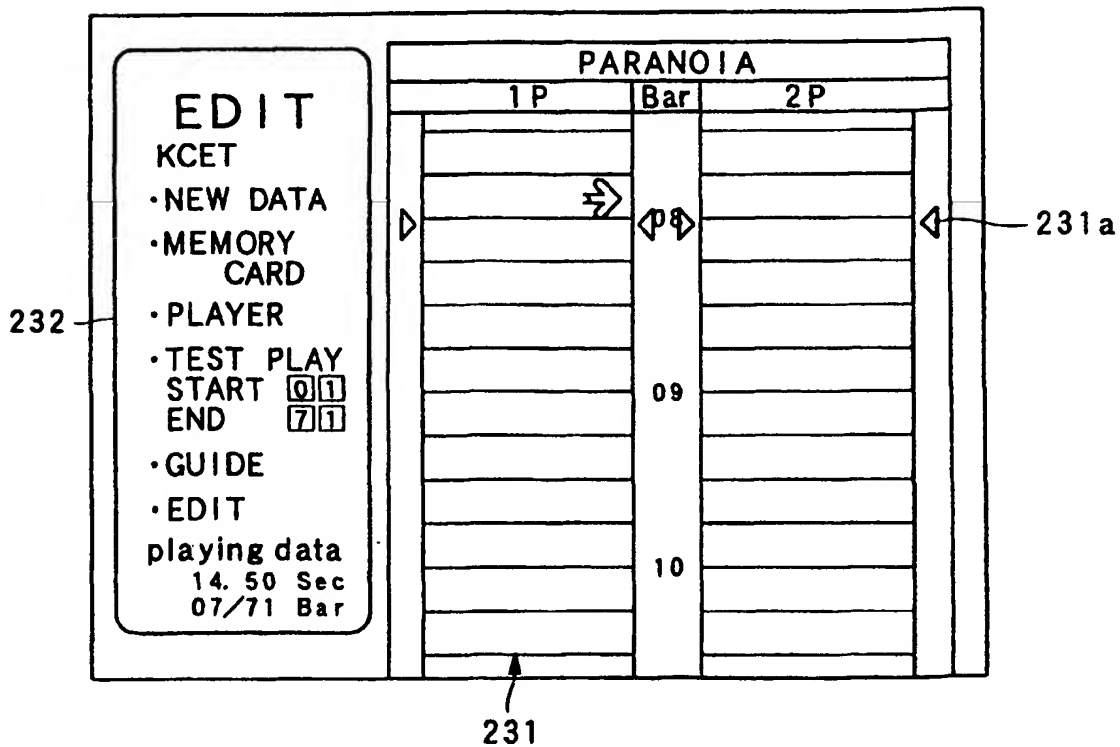 PARANOIA
1P Bar 2P
EDIT
KCET
·NEW DATA
·MEMORY
CARD
·PLAYER
·TEST PLAY
START 01
END 71
·GUIDE
·EDIT
playing data
14.50 Sec
07/71 Bar
08
09
10
232
231a
231